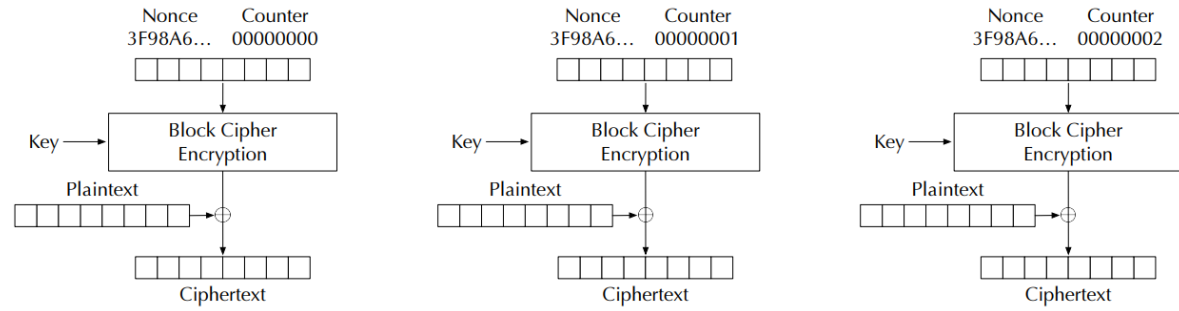 Nonce Counter
3F98A6... 00000000
Key
Block Cipher
Encryption
Plaintext
Ciphertext
Nonce Counter
3F98A6... 00000001
Key
Block Cipher
Encryption
Plaintext
Ciphertext
Nonce Counter
3F98A6... 00000002
Key
Block Cipher
Encryption
Plaintext
Ciphertext